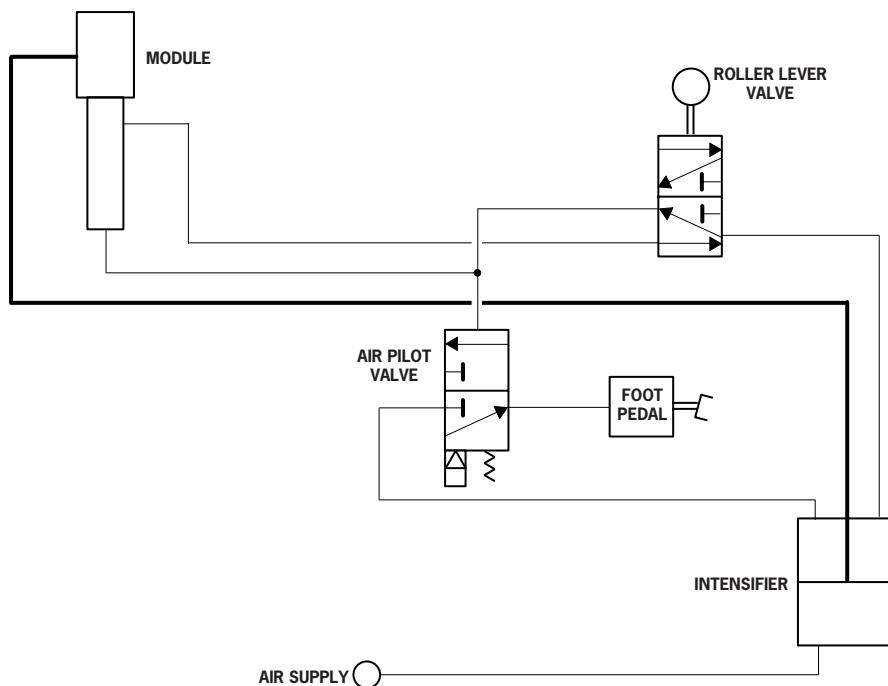 MODULE
ROLLER LEVER
VALVE
AIR PILOT
VALVE
FOOT
PEDAL
INTENSIFIER
AIR SUPPLY